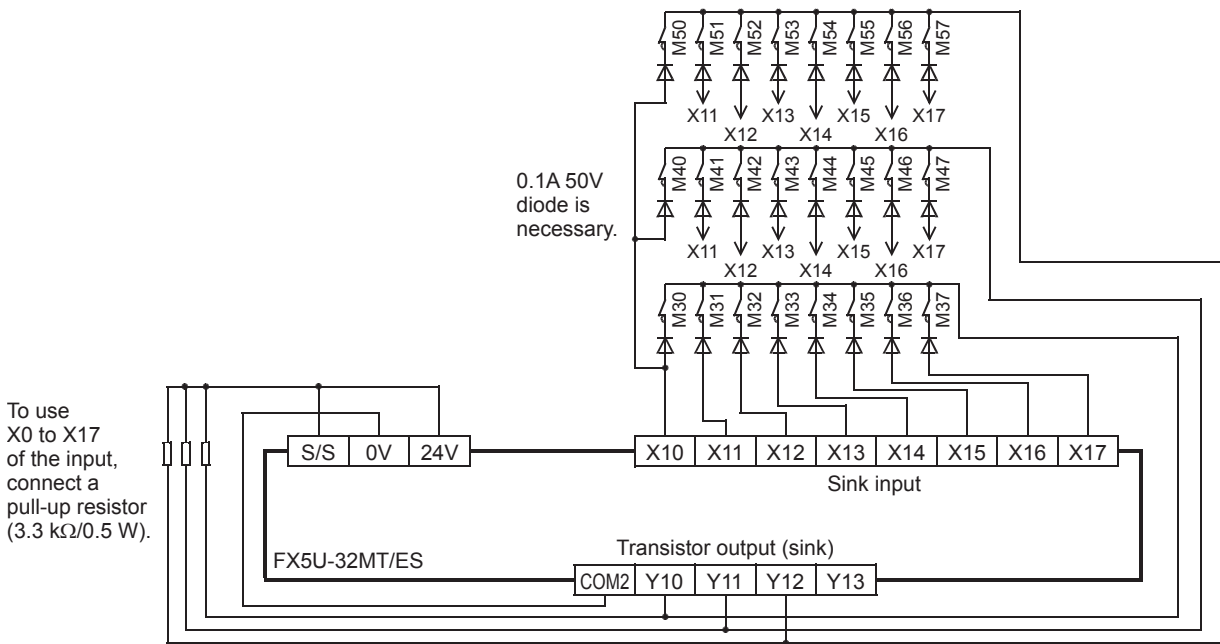 M50 M51 M52 M53 M54 M55 M56 M57
X11 X13 X15 X17
X12 X14 X16
M40 M41 M42 M43 M44 M45 M46 M47
0.1A 50V
diode is
necessary.
X11 X13 X15 X17
X12 X14 X16
M30 M31 M32 M33 M34 M35 M36 M37
To use
X0 to X17
of the input,
connect a
pull-up resistor
(3.3 kΩ/0.5 W).
S/S 0V 24V X10 X11 X12 X13 X14 X15 X16 X17
Sink input
Transistor output (sink)
FX5U-32MT/ES
COM2 Y10 Y11 Y12 Y13